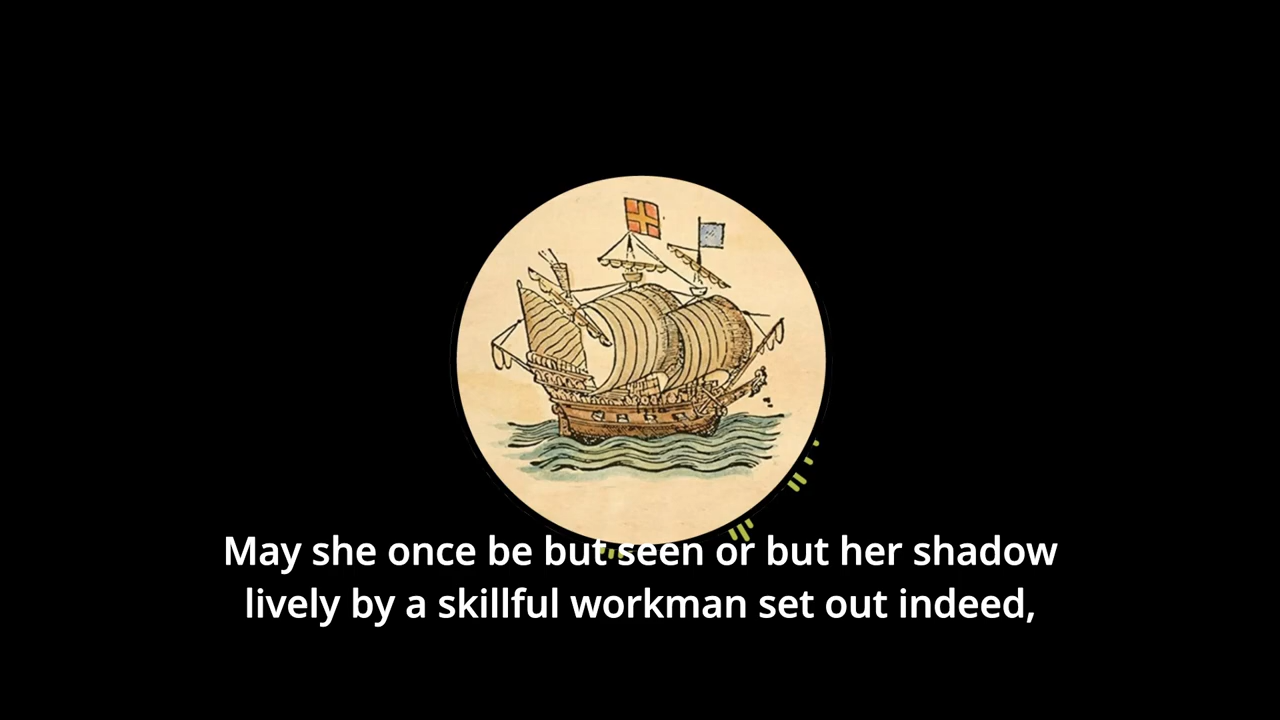 May she once be but seen or but her shadow
lively by a skillful workman set out indeed,